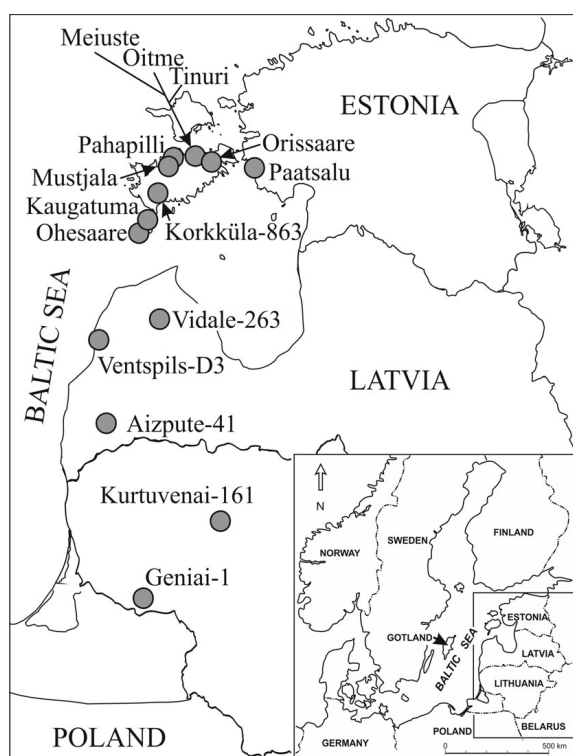 Meiuste
Oitme
Tinuri
ESTONIA
Pahapilli
Orissaare
Mustjala
Paatsalu
Kaugatuma
Ohesaare
Korkküla-863
BALTIC SEA
Vidale-263
Ventspils-D3
LATVIA
Aizpute-41
Kurtuvenai-161
Geniai-1
POLAND
N
FINLAND
NORWAY
SWEDEN
GOTLAND
BALTIC SEA
ESTONIA
LATVIA
LITHUANIA
BELARUS
POLAND
GERMANY
0
500 km